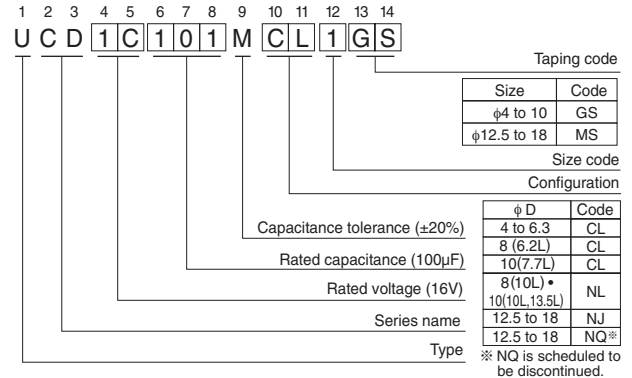 1 2 3 4 5 6 7 8 9 10 11 12 13 14
U C D 1 C 1 0 1 M C L 1 G S
Taping code
Size Code
ϕ4 to 10 GS
ϕ12.5 to 18 MS
Size code
Configuration
ϕ D Code
4 to 6.3 CL
8 (6.2L) CL
10(7.7L) CL
8(10L) •
10(10L,13.5L) NL
12.5 to 18 NJ
12.5 to 18 NQ※
※ NQ is scheduled to
be discontinued.
Capacitance tolerance (±20%)
Rated capacitance (100µF)
Rated voltage (16V)
Series name
Type